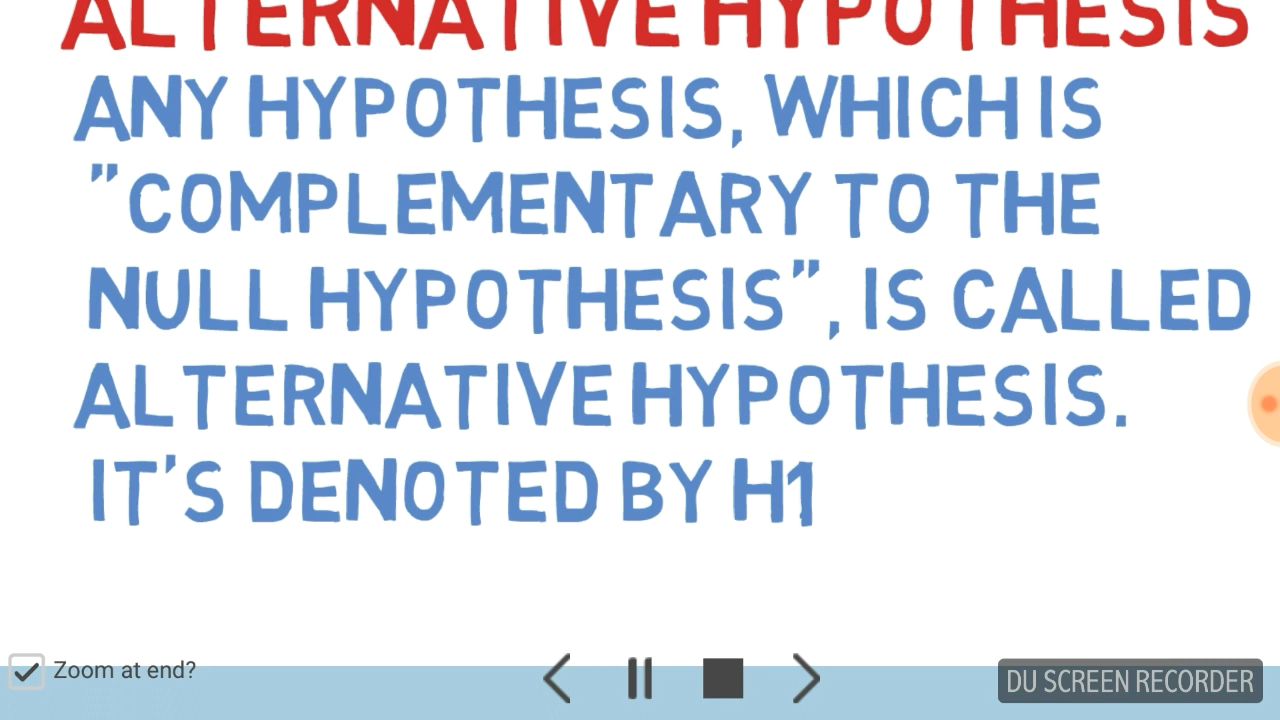 ALTERNATIVE HYPOTHESIS
ANY HYPOTHESIS, WHICH IS
"COMPLEMENTARY TO THE
NULL HYPOTHESIS", IS CALLED
ALTERNATIVE HYPOTHESIS.
IT'S DENOTED BY H1
Zoom at end?
DU SCREEN RECORDER